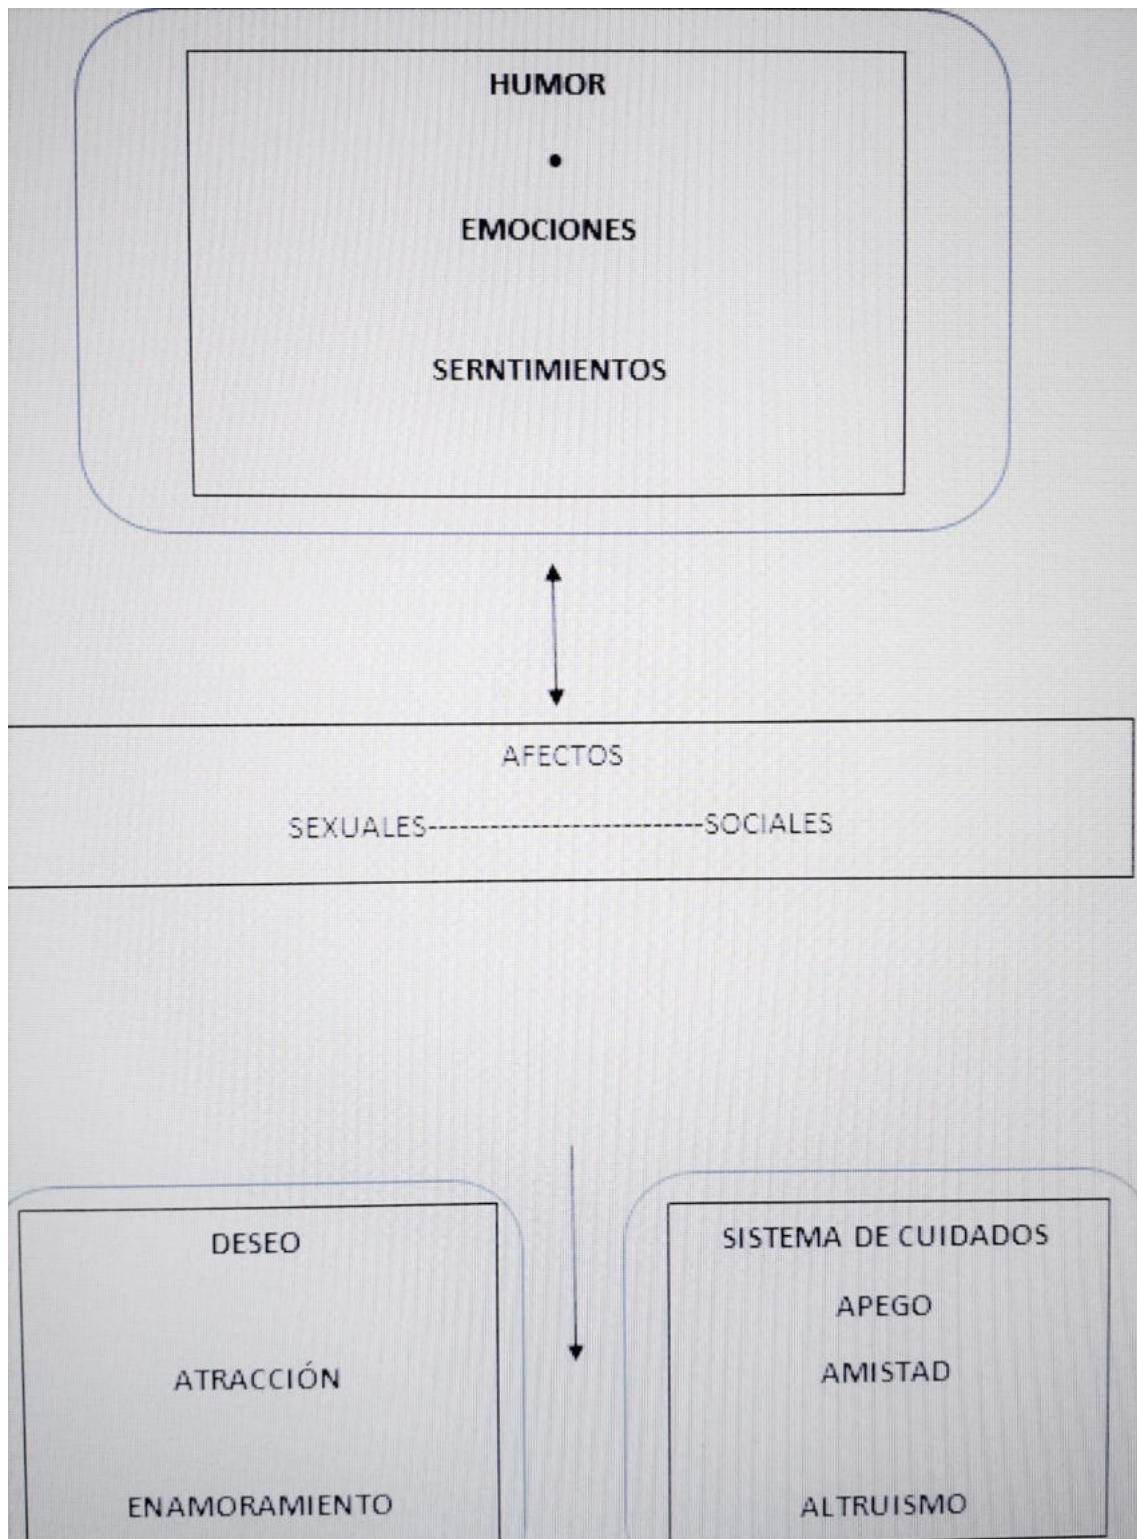 HUMOR
•
EMOCIONES
SERNTIMIENTOS
AFECTOS
SEXUALES--------------------------SOCIALES
DESEO
ATRACCIÓN
ENAMORAMIENTO
SISTEMA DE CUIDADOS
APEGO
AMISTAD
ALTRUISMO